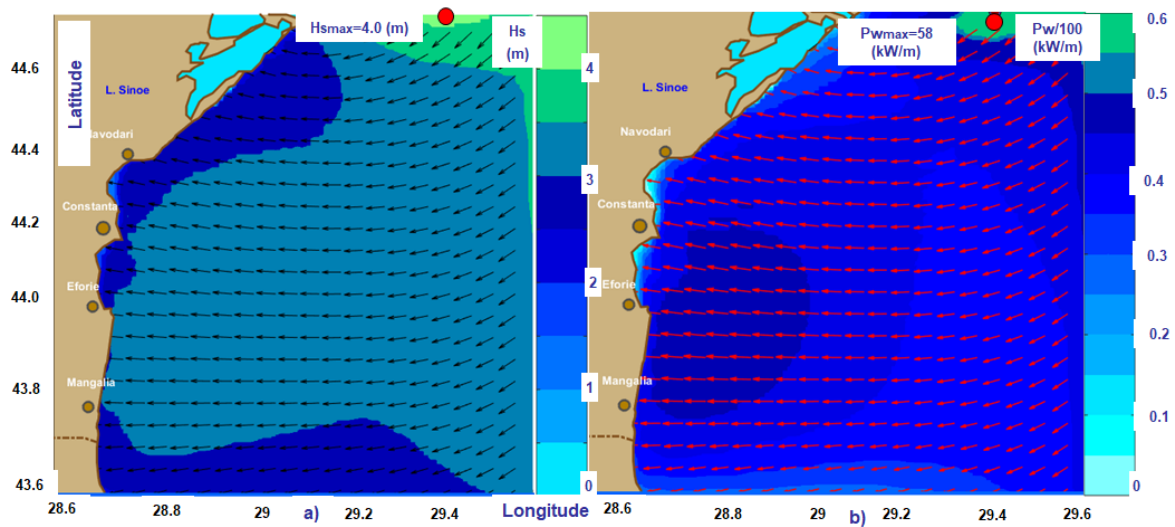 Hsmax=4.0 (m)
Hs
(m)
Latitude
L. Sinoe
Navodari
Constanta
Eforie
Mangalia
44.6
44.4
44.2
44.0
43.8
43.6
28.6
28.8
29
a)
29.2
29.4
Longitude
4
3
2
1
0
Pwmax=58
(kW/m)
Pw/100
(kW/m)
L. Sinoe
Navodari
Constanta
Eforie
Mangalia
28.6
28.8
29
29.2
b)
29.4
29.6
0.6
0.5
0.4
0.3
0.2
0.1
0